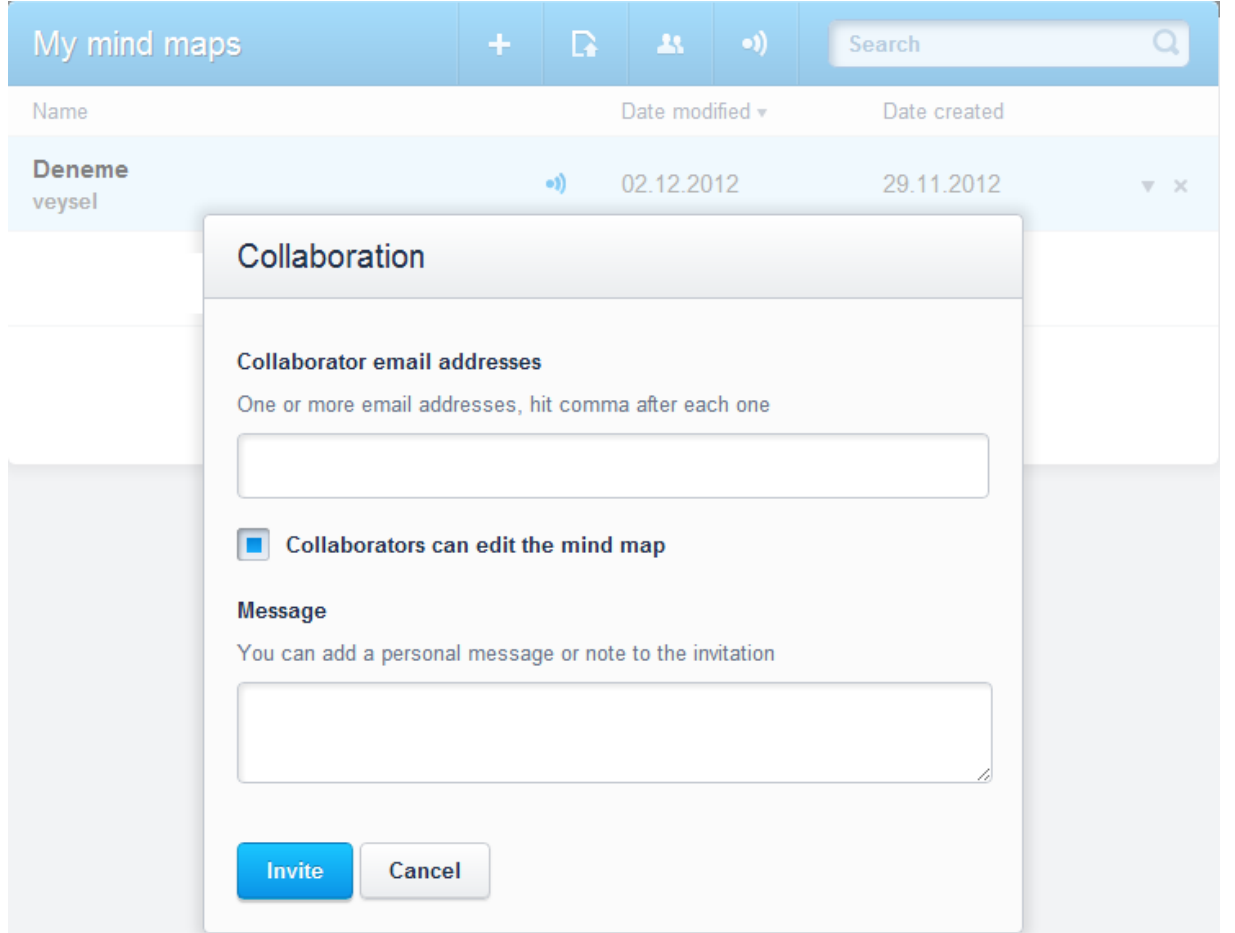 My mind maps
Search
Name Date modified Date created
Deneme
veysel
02.12.2012 29.11.2012
Collaboration
Collaborator email addresses
One or more email addresses, hit comma after each one
Collaborators can edit the mind map
Message
You can add a personal message or note to the invitation
Invite Cancel